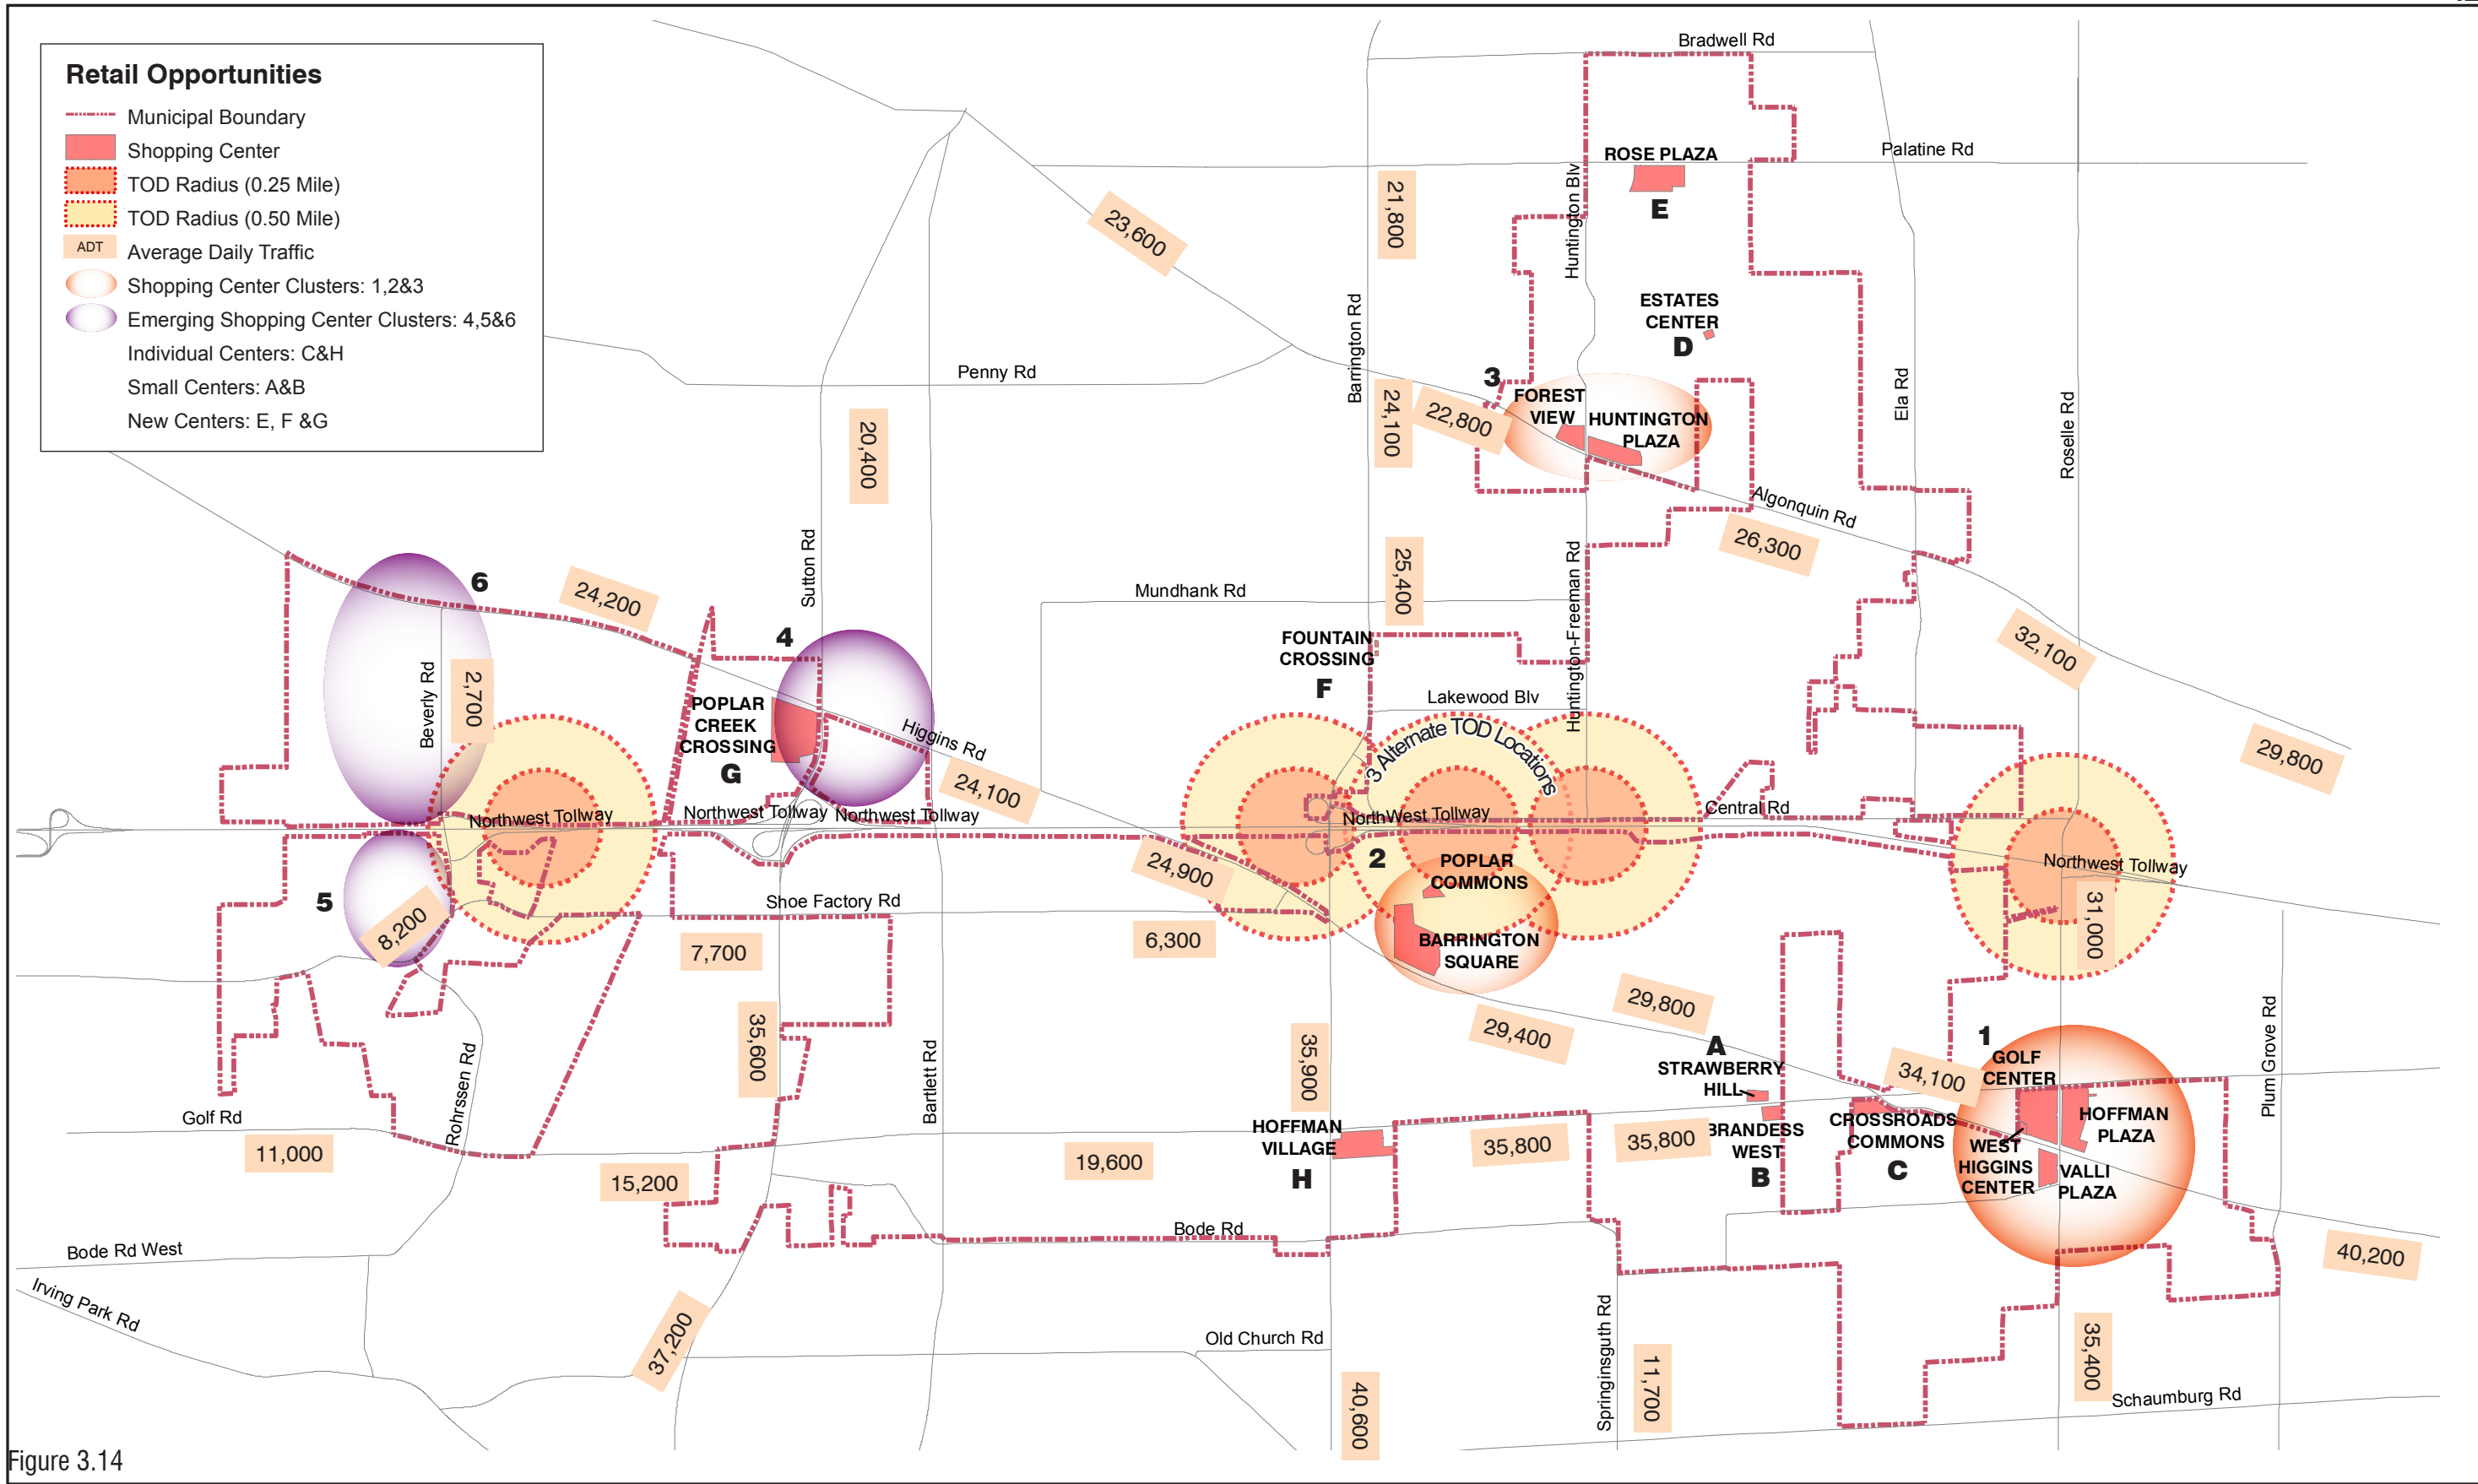 Retail Opportunities
Municipal Boundary
Shopping Center
TOD Radius (0.25 Mile)
TOD Radius (0.50 Mile)
ADT Average Daily Traffic
Shopping Center Clusters: 1,2&3
Emerging Shopping Center Clusters: 4,5&6
Individual Centers: C&H
Small Centers: A&B
New Centers: E, F &G
Bradwell Rd
Palatine Rd
ROSE PLAZA
E
Huntington Blv
21,800
23,600
ESTATES
CENTER
D
Barrington Rd
Penny Rd
3
FOREST
VIEW
HUNTINGTON
PLAZA
22,800
24,100
Ela Rd
Roselle Rd
20,400
Algonquin Rd
26,300
Sutton Rd
25,400
Huntington-Freeman Rd
Mundhank Rd
6
24,200
4
FOUNTAIN
CROSSING
F
32,100
Beverly Rd
2,700
POPLAR
CREEK
CROSSING
G
Lakewood Blv
Higgins Rd
24,100
3 Alternate TOD Locations
29,800
Northwest Tollway
Northwest Tollway
Northwest Tollway
NorthWest Tollway
Central Rd
Northwest Tollway
2
POPLAR
COMMONS
24,900
5
8,200
Shoe Factory Rd
7,700
6,300
BARRINGTON
SQUARE
31,000
29,800
29,400
35,600
35,900
Bartlett Rd
Rohrssen Rd
Plum Grove Rd
A
STRAWBERRY
HILL
34,100
1
GOLF
CENTER
Golf Rd
11,000
15,200
19,600
HOFFMAN
VILLAGE
H
35,800
35,800
BRANDESS
WEST
B
CROSSROADS
COMMONS
C
WEST
HIGGINS
CENTER
HOFFMAN
PLAZA
VALLI
PLAZA
Bode Rd
Bode Rd West
Irving Park Rd
40,200
37,200
Old Church Rd
40,600
Springinsguth Rd
11,700
35,400
Schaumburg Rd
Figure 3.14